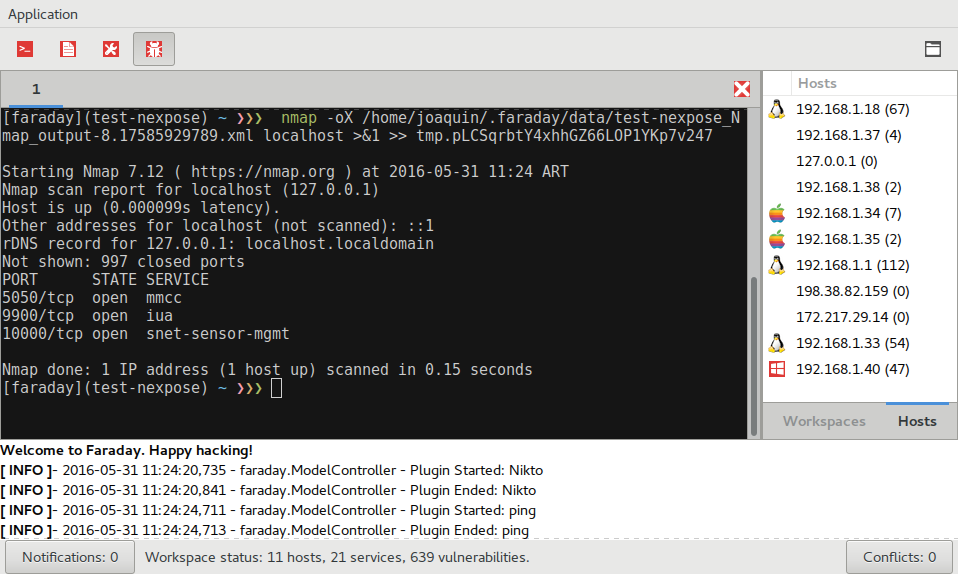 Application
1
[faraday](test-nexpose) ~ ❯❯❯  nmap -oX /home/joaquin/.faraday/data/test-nexpose_N
map_output-8.17585929789.xml localhost >&1 >> tmp.pLCSqrbtY4xhhGZ66LOP1YKp7v247
Starting Nmap 7.12 ( https://nmap.org ) at 2016-05-31 11:24 ART
Nmap scan report for localhost (127.0.0.1)
Host is up (0.000099s latency).
Other addresses for localhost (not scanned): ::1
rDNS record for 127.0.0.1: localhost.localdomain
Not shown: 997 closed ports
PORT      STATE SERVICE
5050/tcp  open  mmcc
9900/tcp  open  iua
10000/tcp open  snet-sensor-mgmt
Nmap done: 1 IP address (1 host up) scanned in 0.15 seconds
[faraday](test-nexpose) ~ ❯❯❯
Hosts
192.168.1.18 (67)
192.168.1.37 (4)
127.0.0.1 (0)
192.168.1.38 (2)
192.168.1.34 (7)
192.168.1.35 (2)
192.168.1.1 (112)
198.38.82.159 (0)
172.217.29.14 (0)
192.168.1.33 (54)
192.168.1.40 (47)
Workspaces Hosts
Welcome to Faraday. Happy hacking!
[ INFO ]- 2016-05-31 11:24:20,735 - faraday.ModelController - Plugin Started: Nikto
[ INFO ]- 2016-05-31 11:24:20,841 - faraday.ModelController - Plugin Ended: Nikto
[ INFO ]- 2016-05-31 11:24:24,711 - faraday.ModelController - Plugin Started: ping
[ INFO ]- 2016-05-31 11:24:24,713 - faraday.ModelController - Plugin Ended: ping
Notifications: 0 Workspace status: 11 hosts, 21 services, 639 vulnerabilities. Conflicts: 0